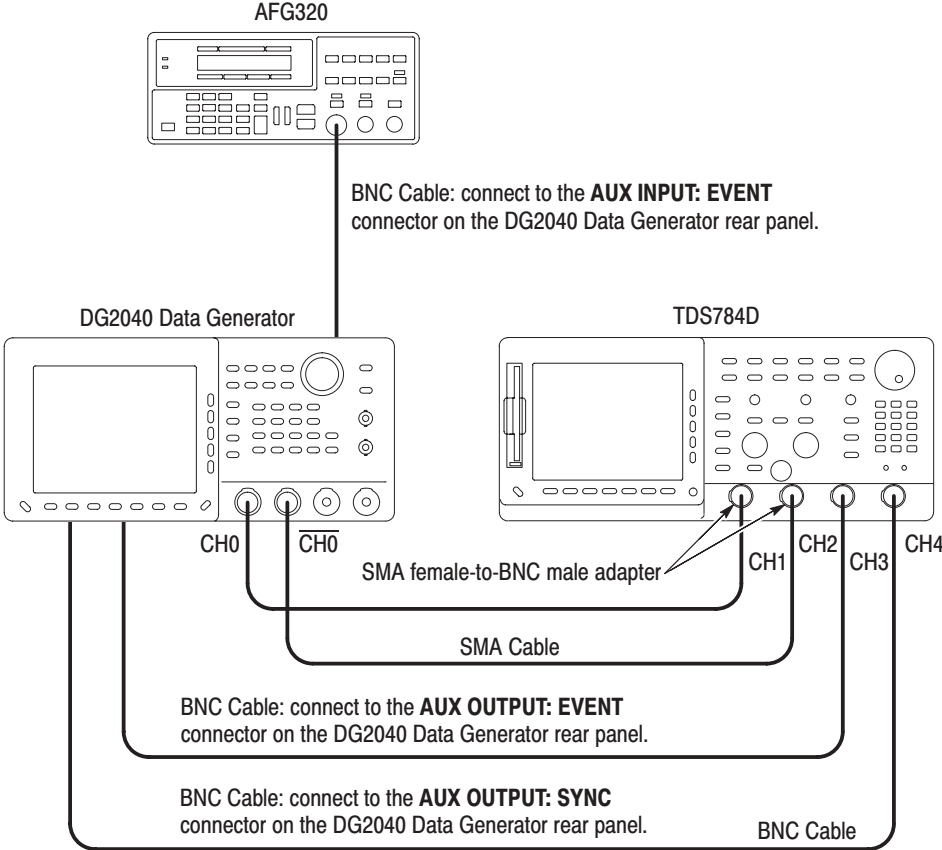 AFG320
BNC Cable: connect to the AUX INPUT: EVENT
connector on the DG2040 Data Generator rear panel.
DG2040 Data Generator
TDS784D
CH0
CH0
SMA female-to-BNC male adapter
CH1
CH2
CH3
CH4
SMA Cable
BNC Cable: connect to the AUX OUTPUT: EVENT
connector on the DG2040 Data Generator rear panel.
BNC Cable: connect to the AUX OUTPUT: SYNC
connector on the DG2040 Data Generator rear panel.
BNC Cable